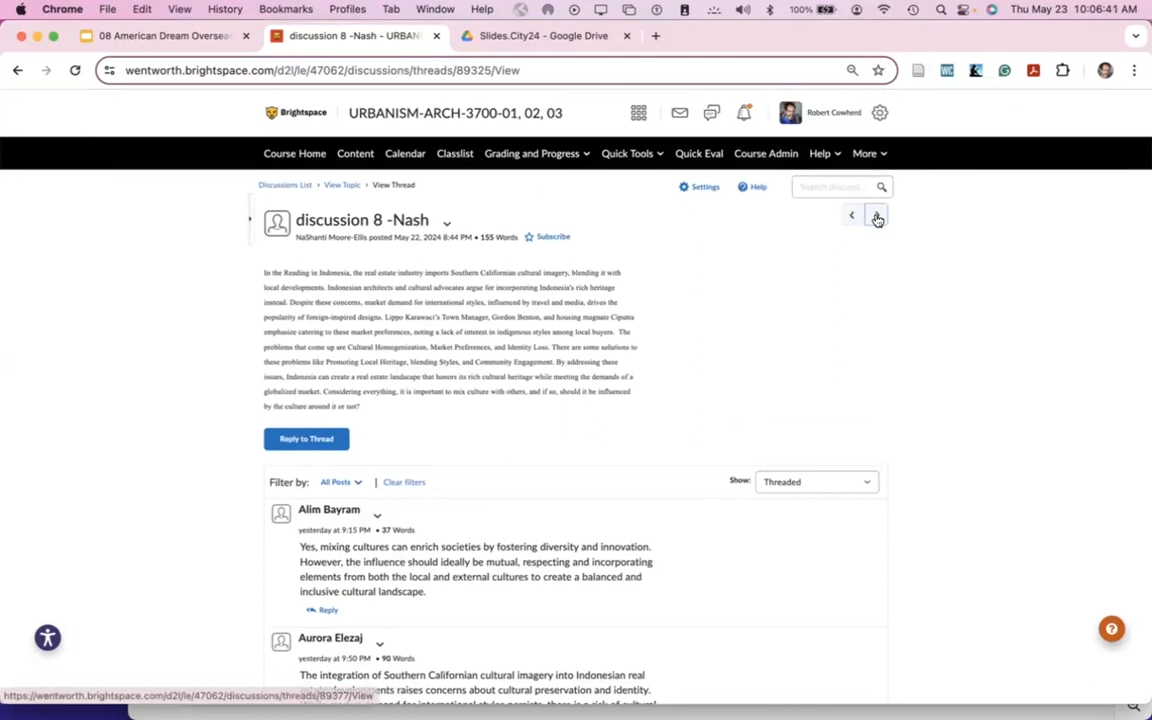 Chrome File Edit View History Bookmarks Profiles Tab Window Help 100% Thu May 23 10:06:41 AM
08 American Dream Overseas
discussion 8 -Nash - URBAN
Slides.City24 - Google Drive
wentworth.brightspace.com/d2l/le/47062/discussions/threads/89325/View
Brightspace
URBANISM-ARCH-3700-01, 02, 03
Robert Cowherd
Course Home Content Calendar Classlist Grading and Progress Quick Tools Quick Eval Course Admin Help More
Discussions List › View Topic › View Thread
Settings Help Search discussi...
discussion 8 -Nash
NaShanti Moore-Ellis posted May 22, 2024 8:44 PM • 155 Words Subscribe
In the Reading in Indonesia, the real estate industry imports Southern Californian cultural imagery, blending it with
local developments. Indonesian architects and cultural advocates argue for incorporating Indonesia's rich heritage
instead. Despite these concerns, market demand for international styles, influenced by travel and media, drives the
popularity of foreign-inspired designs. Lippo Karawaci's Town Manager, Gordon Benton, and housing magnate Ciputra
emphasize catering to these market preferences, noting a lack of interest in indigenous styles among local buyers. The
problems that come up are Cultural Homogenization, Market Preferences, and Identity Loss. There are some solutions to
these problems like Promoting Local Heritage, blending Styles, and Community Engagement. By addressing these
issues, Indonesia can create a real estate landscape that honors its rich cultural heritage while meeting the demands of a
globalized market. Considering everything, it is important to mix culture with others, and if so, should it be influenced
by the culture around it or not?
Reply to Thread
Filter by: All Posts | Clear filters Show: Threaded
Alim Bayram
yesterday at 9:15 PM • 37 Words
Yes, mixing cultures can enrich societies by fostering diversity and innovation.
However, the influence should ideally be mutual, respecting and incorporating
elements from both the local and external cultures to create a balanced and
inclusive cultural landscape.
Reply
Aurora Elezaj
yesterday at 9:50 PM • 90 Words
The integration of Southern Californian cultural imagery into Indonesian real
raises concerns about cultural preservation and identity.
https://wentworth.brightspace.com/d2l/le/47062/discussions/threads/89377/View